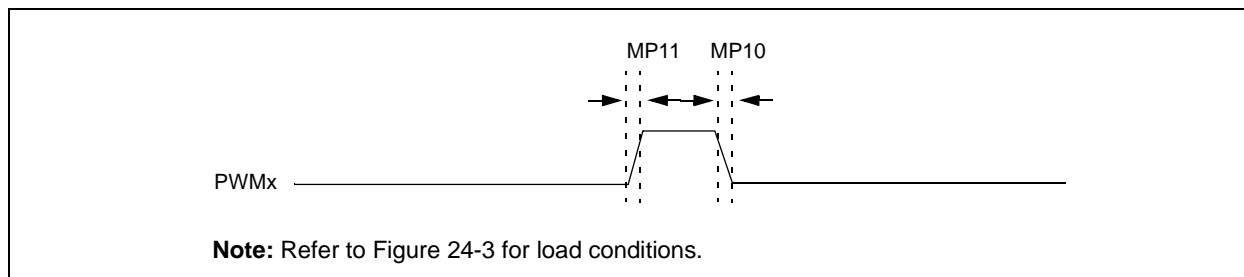 MP11 MP10
PWMx
Note: Refer to Figure 24-3 for load conditions.